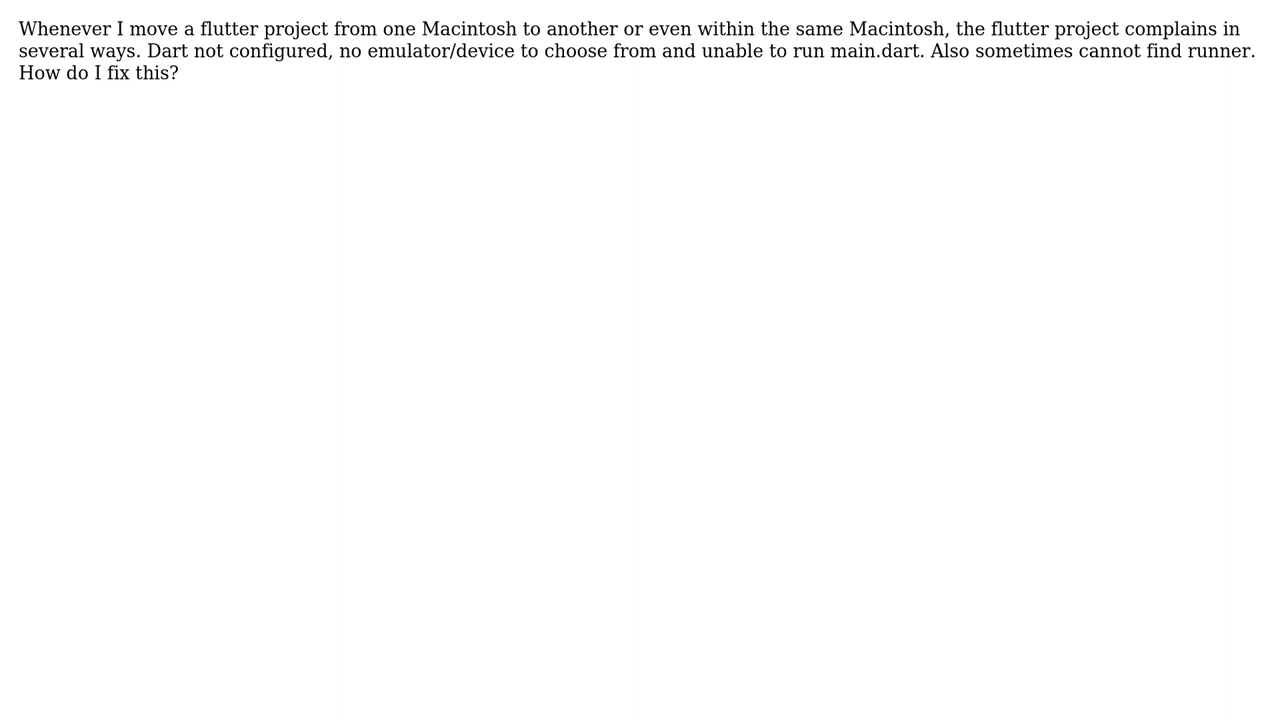 Whenever I move a flutter project from one Macintosh to another or even within the same Macintosh, the flutter project complains in
several ways. Dart not configured, no emulator/device to choose from and unable to run main.dart. Also sometimes cannot find runner.
How do I fix this?